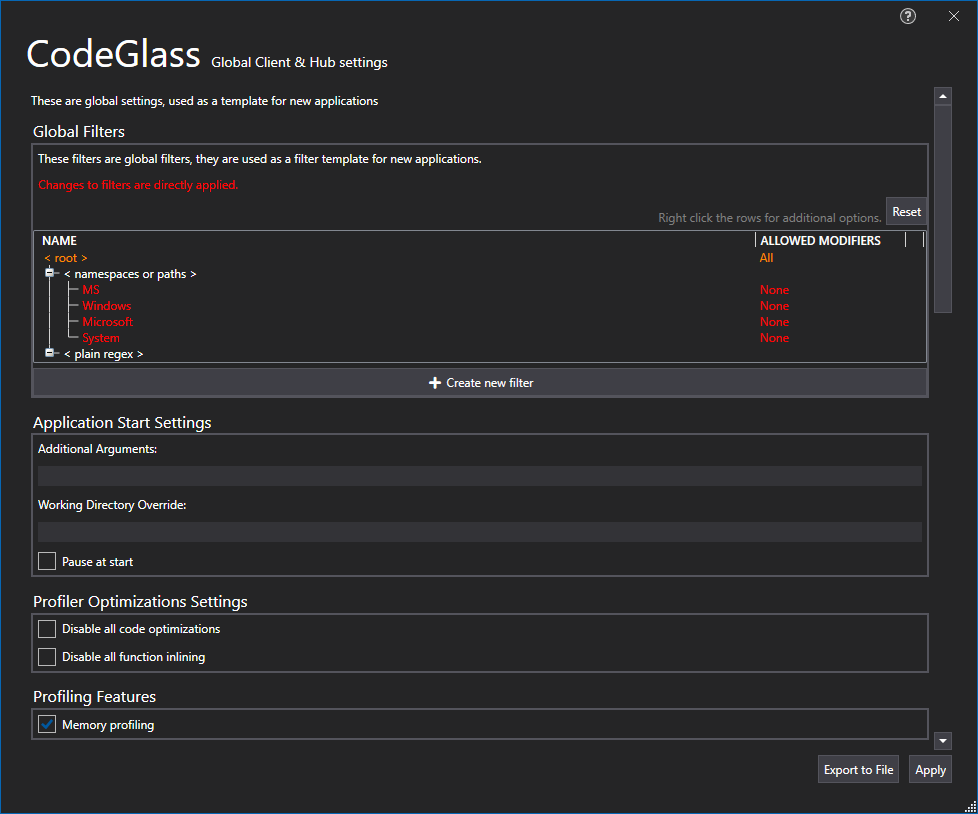 CodeGlass Global Client & Hub settings
These are global settings, used as a template for new applications
Global Filters
These filters are global filters, they are used as a filter template for new applications.
Changes to filters are directly applied.
Right click the rows for additional options. Reset
NAME ALLOWED MODIFIERS
< root > All
< namespaces or paths >
MS None
Windows None
Microsoft None
System None
< plain regex >
Create new filter
Application Start Settings
Additional Arguments:
Working Directory Override:
Pause at start
Profiler Optimizations Settings
Disable all code optimizations
Disable all function inlining
Profiling Features
Memory profiling
Export to File Apply